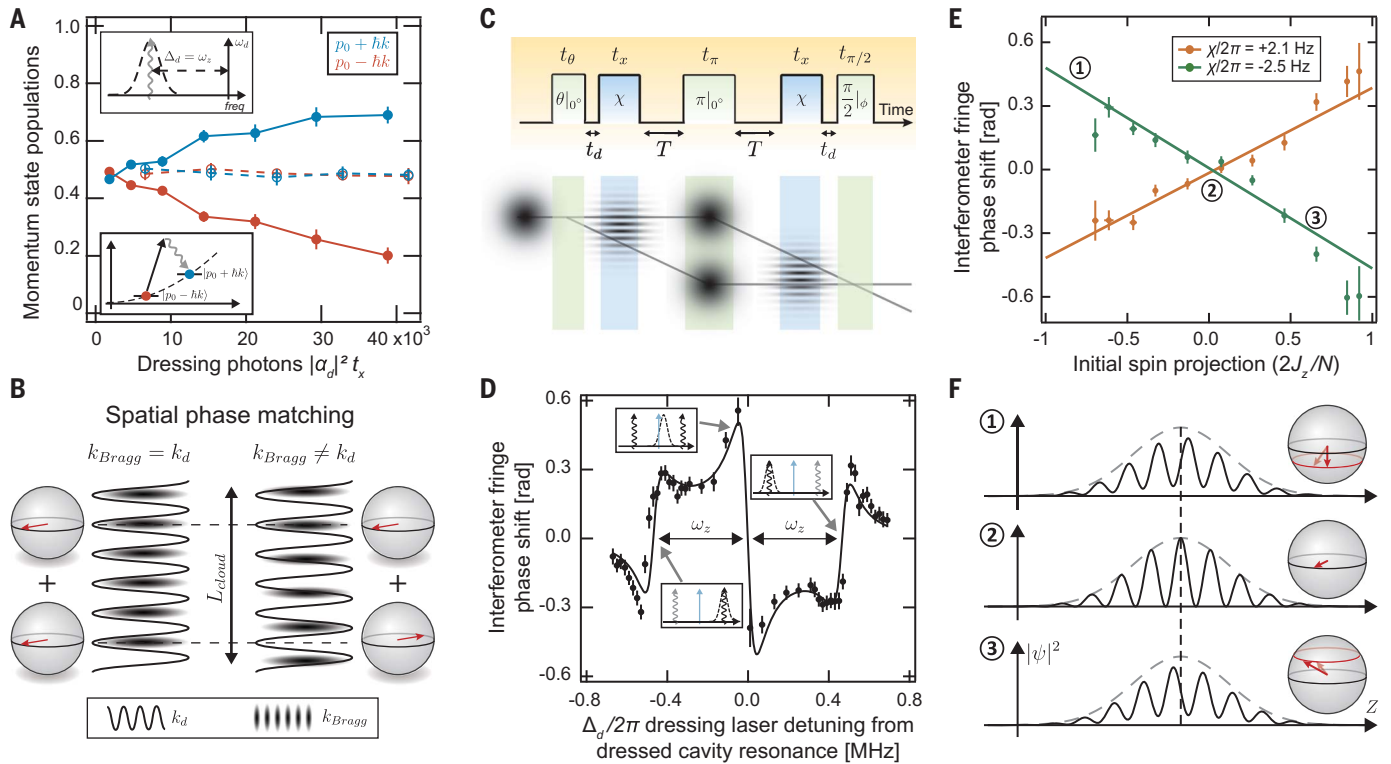 A
Momentum state populations
1.0
0.8
0.6
0.4
0.2
0
ω_d
Δ_d = ω_z
freq
p₀ + ħk
p₀ − ħk
|p₀ + ħk⟩
|p₀ − ħk⟩
0
10
20
30
40 x10³
Dressing photons |α_d|² t_x
B
Spatial phase matching
k_Bragg = k_d
k_Bragg ≠ k_d
+
L_cloud
+
k_d
k_Bragg
C
t_θ
t_x
t_π
t_x
t_π/2
θ|₀°
χ
π|₀°
χ
π/2|_ϕ
Time
t_d
T
T
t_d
D
Interferometer fringe
phase shift [rad]
0.6
0.3
0.0
-0.3
-0.6
ω_z
ω_z
-0.8
-0.4
0.0
0.4
0.8
Δ_d/2π dressing laser detuning from
dressed cavity resonance [MHz]
E
Interferometer fringe
phase shift [rad]
0.6
0.3
0.0
-0.3
-0.6
χ/2π = +2.1 Hz
χ/2π = -2.5 Hz
①
②
③
-1
-0.5
0.0
0.5
1
Initial spin projection (2J_z/N)
F
①
②
③
|ψ|²
Z